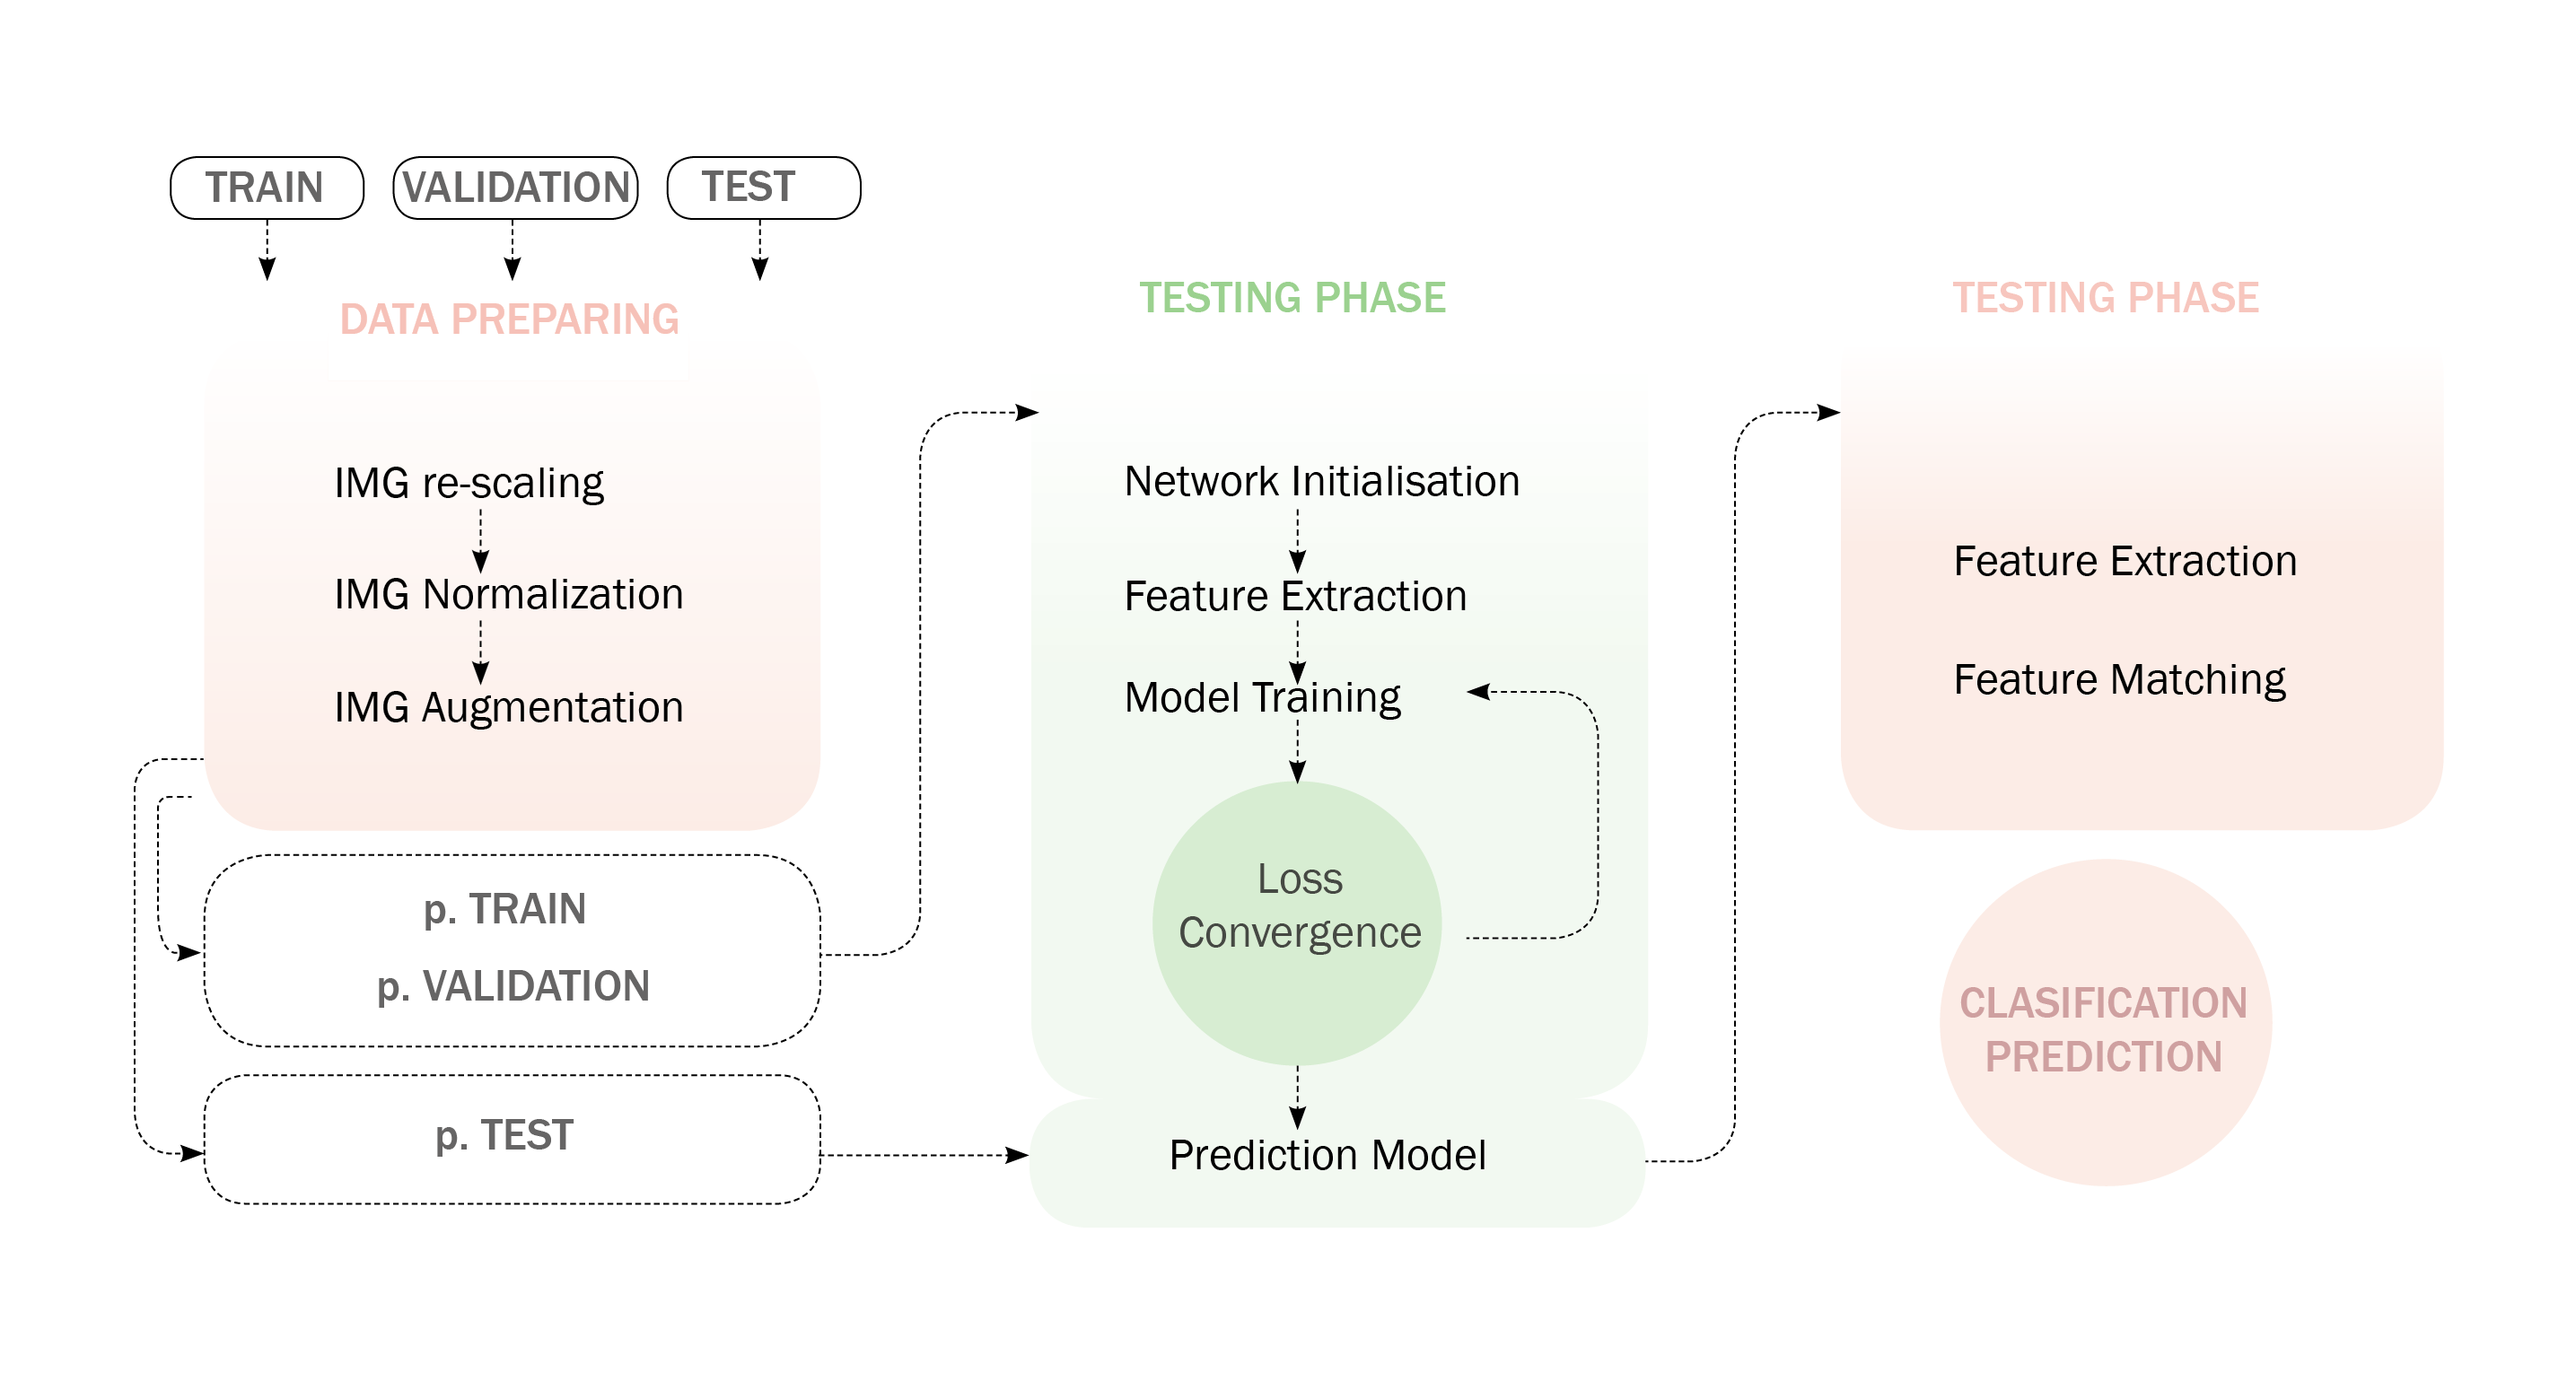 TRAIN
VALIDATION
TEST
DATA PREPARING
IMG re-scaling
IMG Normalization
IMG Augmentation
p. TRAIN
p. VALIDATION
p. TEST
TESTING PHASE
Network Initialisation
Feature Extraction
Model Training
Loss
Convergence
Prediction Model
TESTING PHASE
Feature Extraction
Feature Matching
CLASIFICATION
PREDICTION